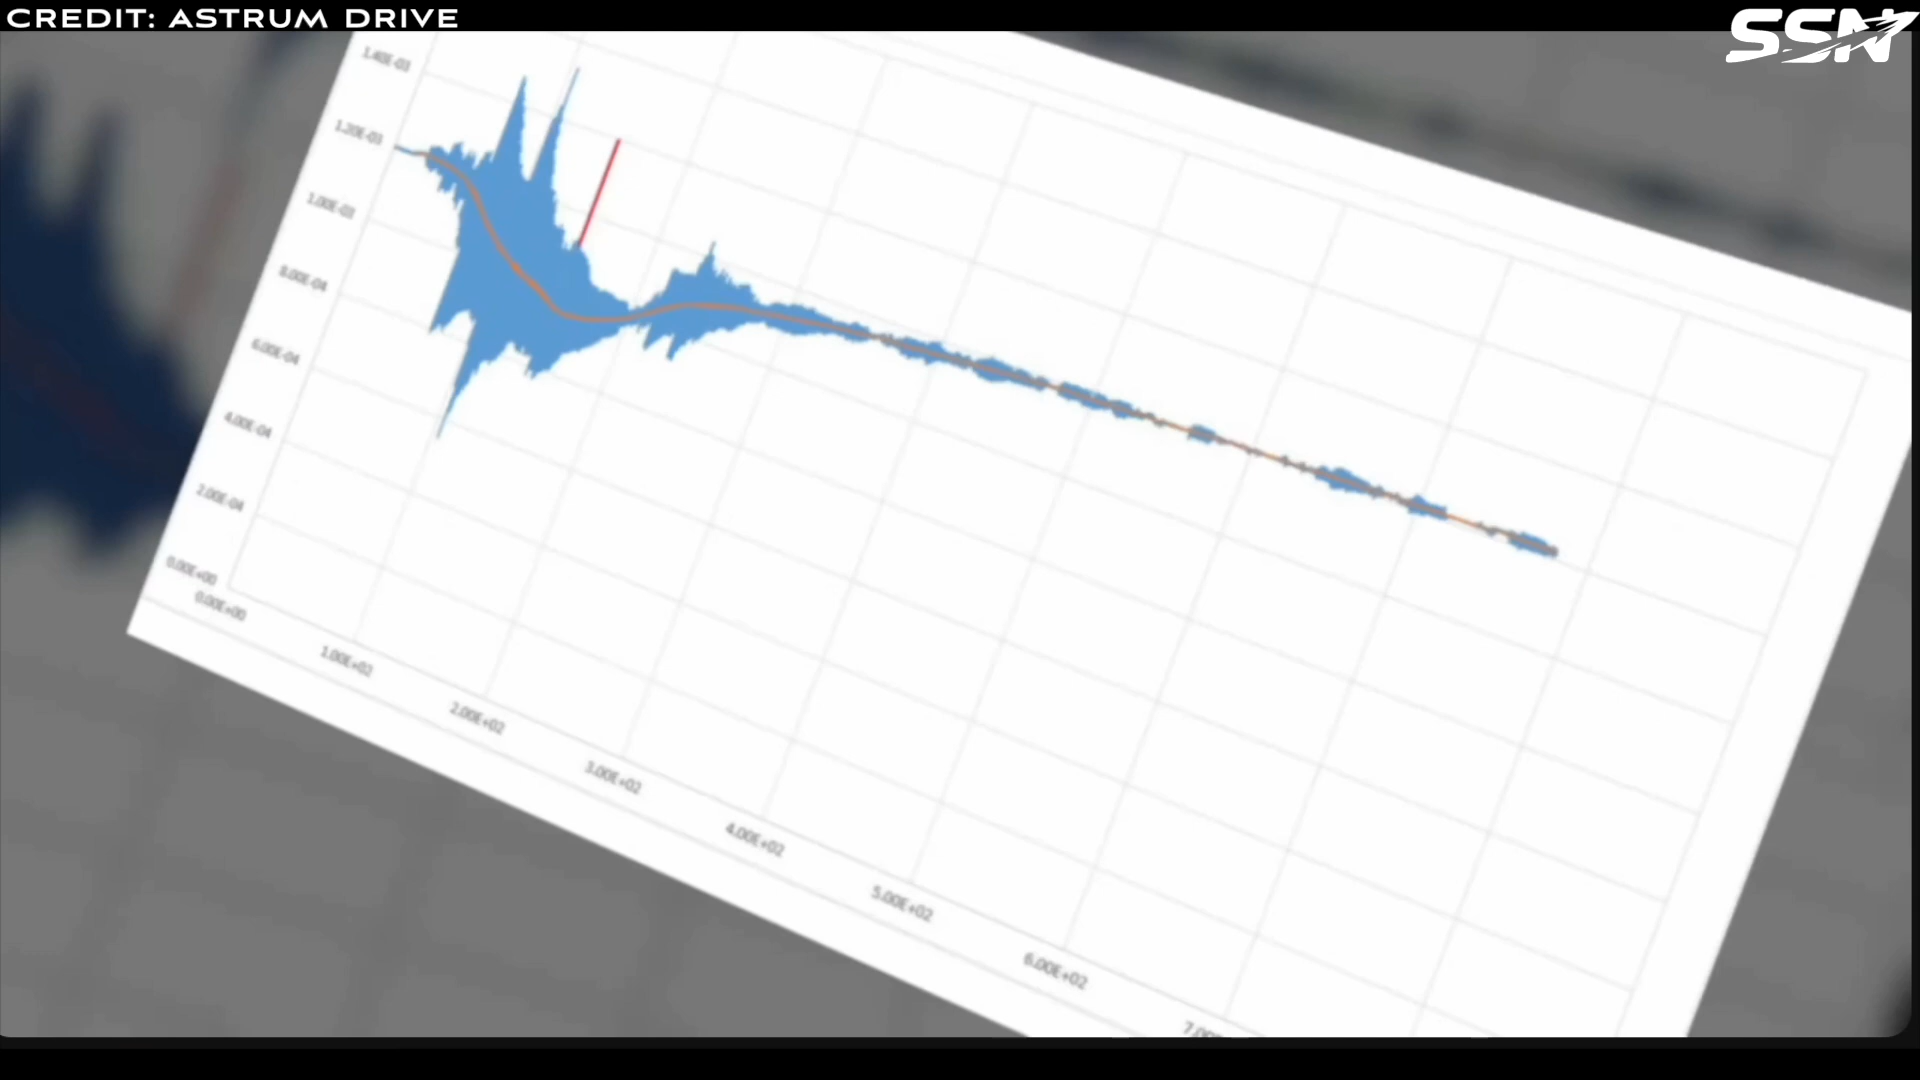 CREDIT: ASTRUM DRIVE
SSN
1.40E-03
1.20E-03
1.00E-03
8.00E-04
6.00E-04
4.00E-04
2.00E-04
0.00E+00
0.00E+00
1.00E+02
2.00E+02
3.00E+02
4.00E+02
5.00E+02
6.00E+02